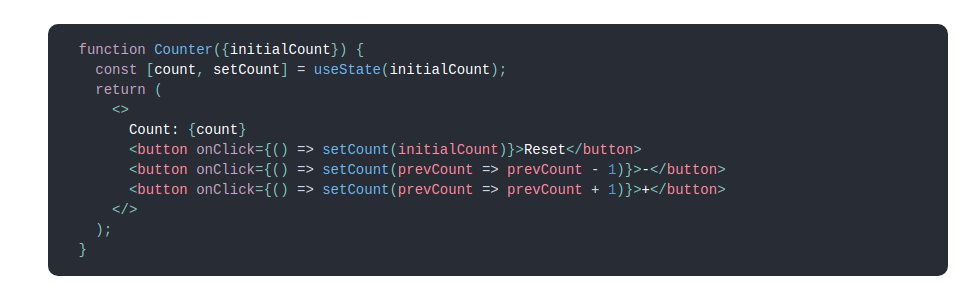 function Counter({initialCount}) {
  const [count, setCount] = useState(initialCount);
  return (
    <>
      Count: {count}
      <button onClick={() => setCount(initialCount)}>Reset</button>
      <button onClick={() => setCount(prevCount => prevCount - 1)}>-</button>
      <button onClick={() => setCount(prevCount => prevCount + 1)}>+</button>
    </>
  );
}